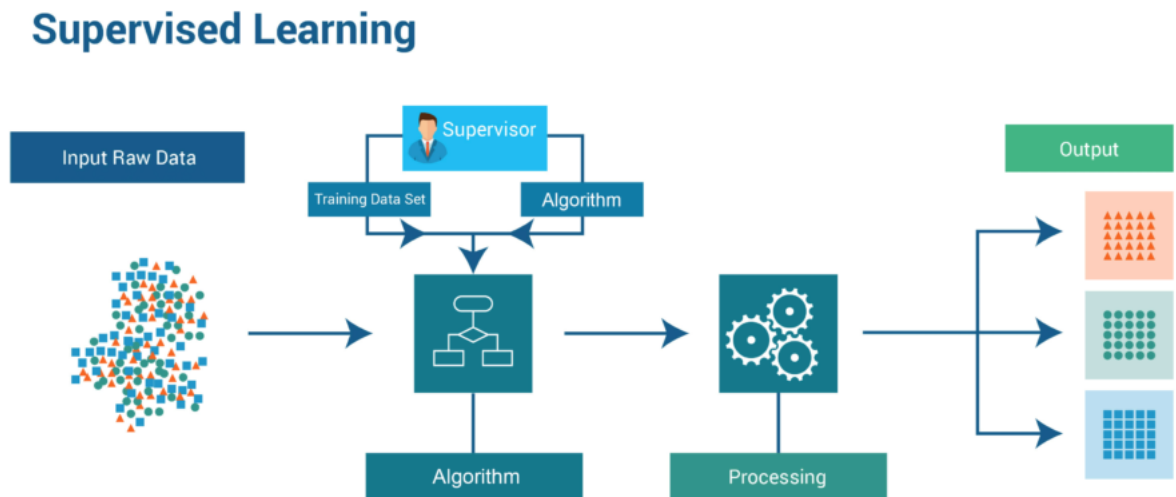 Supervised Learning
Supervisor
Input Raw Data
Output
Training Data Set
Algorithm
Algorithm
Processing